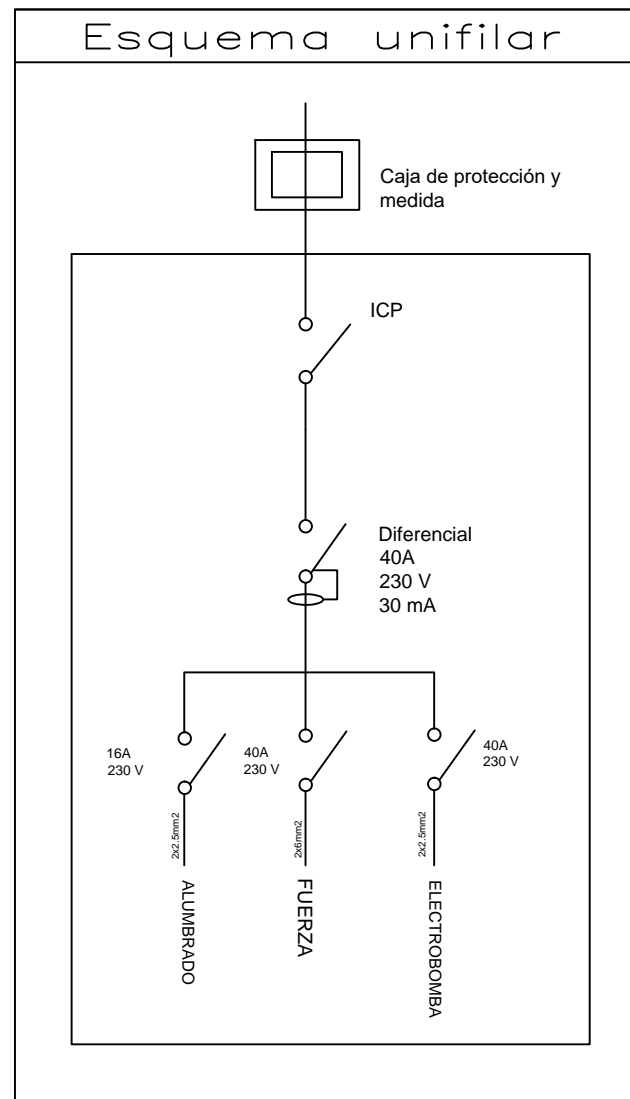 Esquema unifilar
Caja de protección y
medida
ICP
Diferencial
40A
230 V
30 mA
16A
230 V
40A
230 V
40A
230 V
2x2.5mm2
2x6mm2
2x2.5mm2
ALUMBRADO
FUERZA
ELECTROBOMBA